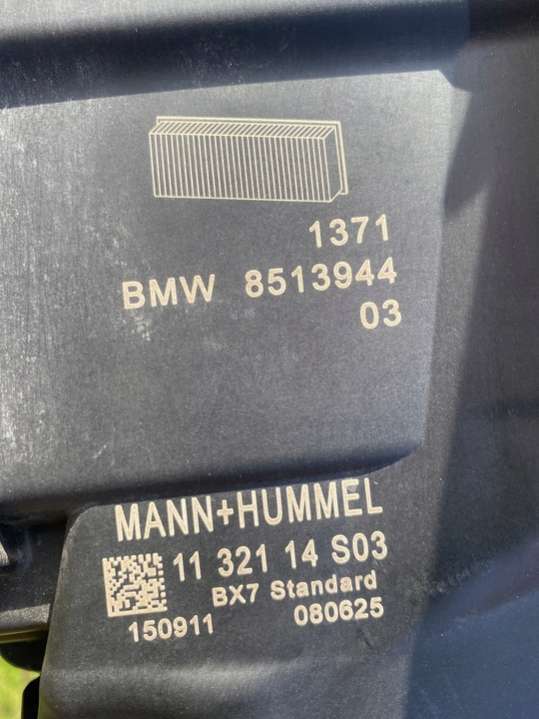 1371
BMW 8513944
03
MANN+HUMMEL
11 321 14 S03
BX7 Standard
150911 080625